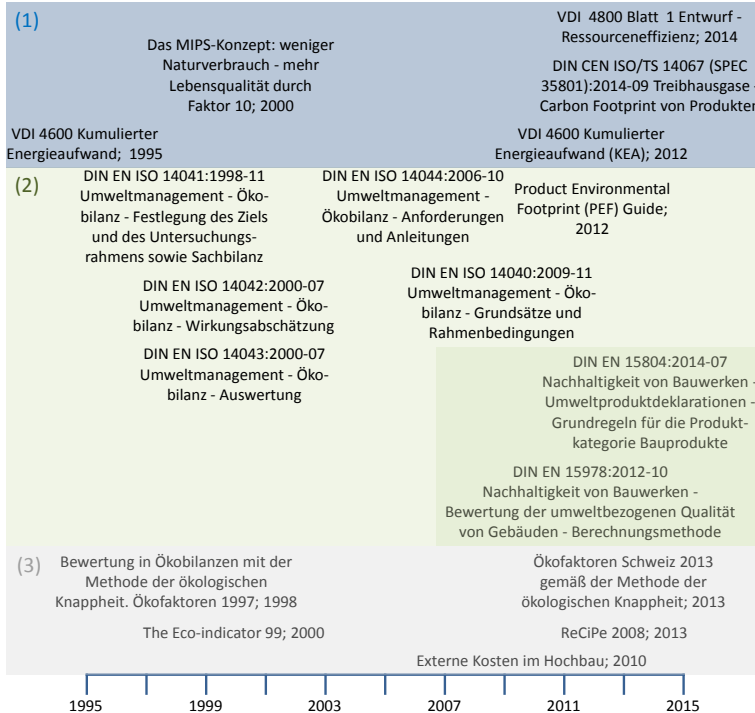 (1)
VDI 4800 Blatt 1 Entwurf -
Ressourceneffizienz; 2014
Das MIPS-Konzept: weniger
Naturverbrauch - mehr
Lebensqualität durch
Faktor 10; 2000
DIN CEN ISO/TS 14067 (SPEC
35801):2014-09 Treibhausgase -
Carbon Footprint von Produkten
VDI 4600 Kumulierter
Energieaufwand; 1995
VDI 4600 Kumulierter
Energieaufwand (KEA); 2012
(2)
DIN EN ISO 14041:1998-11
Umweltmanagement - Öko-
bilanz - Festlegung des Ziels
und des Untersuchungs-
rahmens sowie Sachbilanz
DIN EN ISO 14044:2006-10
Umweltmanagement -
Ökobilanz - Anforderungen
und Anleitungen
Product Environmental
Footprint (PEF) Guide;
2012
DIN EN ISO 14042:2000-07
Umweltmanagement - Öko-
bilanz - Wirkungsabschätzung
DIN EN ISO 14040:2009-11
Umweltmanagement - Öko-
bilanz - Grundsätze und
Rahmenbedingungen
DIN EN ISO 14043:2000-07
Umweltmanagement - Öko-
bilanz - Auswertung
DIN EN 15804:2014-07
Nachhaltigkeit von Bauwerken -
Umweltproduktdeklarationen -
Grundregeln für die Produkt-
kategorie Bauprodukte
DIN EN 15978:2012-10
Nachhaltigkeit von Bauwerken -
Bewertung der umweltbezogenen Qualität
von Gebäuden - Berechnungsmethode
(3)
Bewertung in Ökobilanzen mit der
Methode der ökologischen
Knappheit. Ökofaktoren 1997; 1998
Ökofaktoren Schweiz 2013
gemäß der Methode der
ökologischen Knappheit; 2013
The Eco-indicator 99; 2000
ReCiPe 2008; 2013
Externe Kosten im Hochbau; 2010
1995 1999 2003 2007 2011 2015